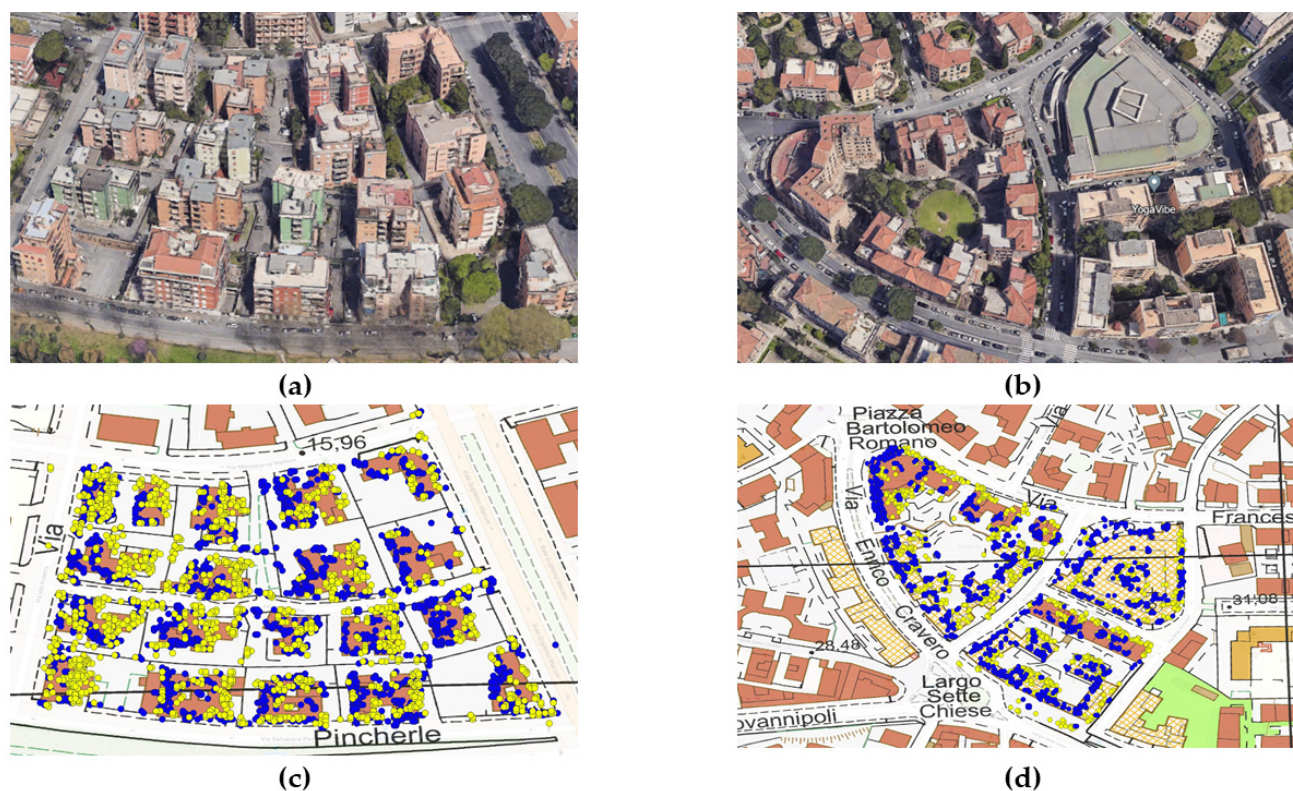 YogaVibe
(a)
(b)
15,96
Via
Pincherle
(c)
Piazza
Bartolomeo
Romano
Via
Via
Via
Frances
Enrico Cravero
31,08
28,48
Largo
Sette
Chiese
ovannipoli
(d)